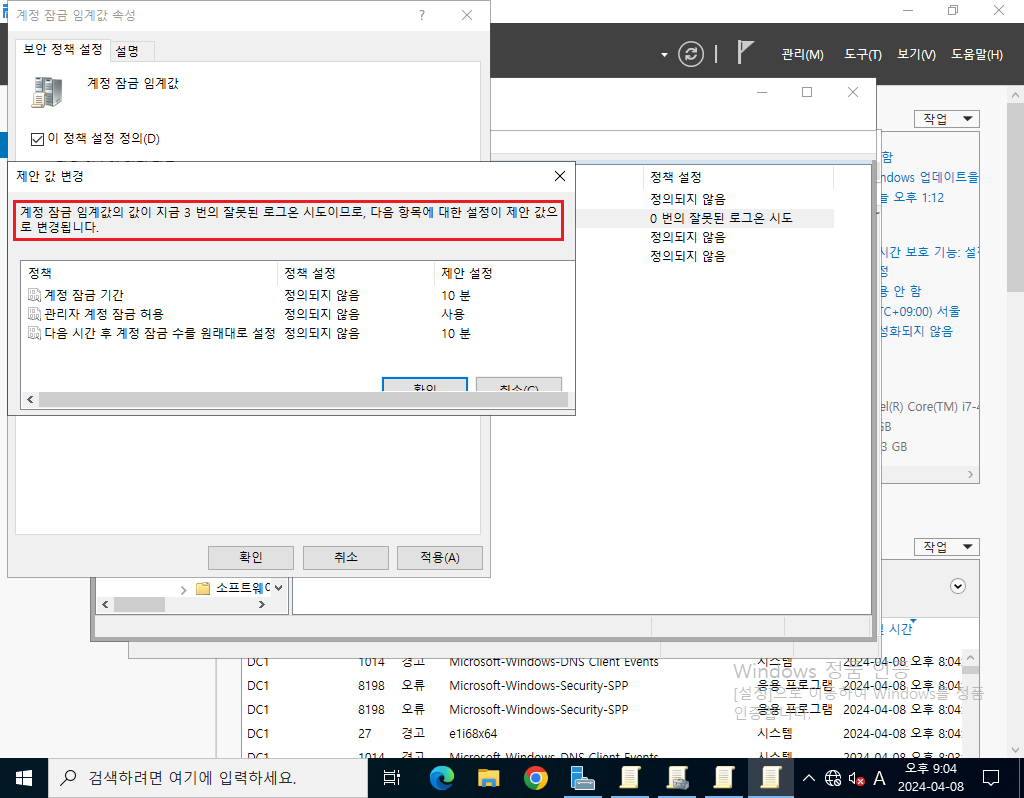 계정 잠금 임계값 속성
관리(M) 도구(T) 보기(V) 도움말(H)
보안 정책 설정 설명
계정 잠금 임계값
이 정책 설정 정의(D)
작업
제안 값 변경
계정 잠금 임계값의 값이 지금 3 번의 잘못된 로그온 시도이므로, 다음 항목에 대한 설정이 제안 값으
로 변경됩니다.
정책 정책 설정 제안 설정
계정 잠금 기간 정의되지 않음 10 분
관리자 계정 잠금 허용 정의되지 않음 사용
다음 시간 후 계정 잠금 수를 원래대로 설정 정의되지 않음 10 분
확인 취소(C)
정책 설정
정의되지 않음
0 번의 잘못된 로그온 시도
정의되지 않음
정의되지 않음
함
ndows 업데이트을
늘 오후 1:12
시간 보호 기능: 설정
정
용 안 함
TC+09:00) 서울
성화되지 않음
el(R) Core(TM) i7-4
GB
3 GB
확인 취소 적용(A)
작업
소프트웨어
시간
DC1 1014 경고 Microsoft-Windows-DNS Client Events 시스템 2024-04-08 오후 8:04
DC1 8198 오류 Microsoft-Windows-Security-SPP 응용 프로그램 2024-04-08 오후 8:04
DC1 8198 오류 Microsoft-Windows-Security-SPP 응용 프로그램 2024-04-08 오후 8:04
DC1 27 경고 e1i68x64 시스템 2024-04-08 오후 8:04
DC1 1014 경고 Microsoft-Windows-DNS Client Events 시스템 2024-04-08 오후 8:03
Windows 정품 인증
[설정]으로 이동하여 Windows를 정품
인증합니다.
검색하려면 여기에 입력하세요.
A
오후 9:04
2024-04-08